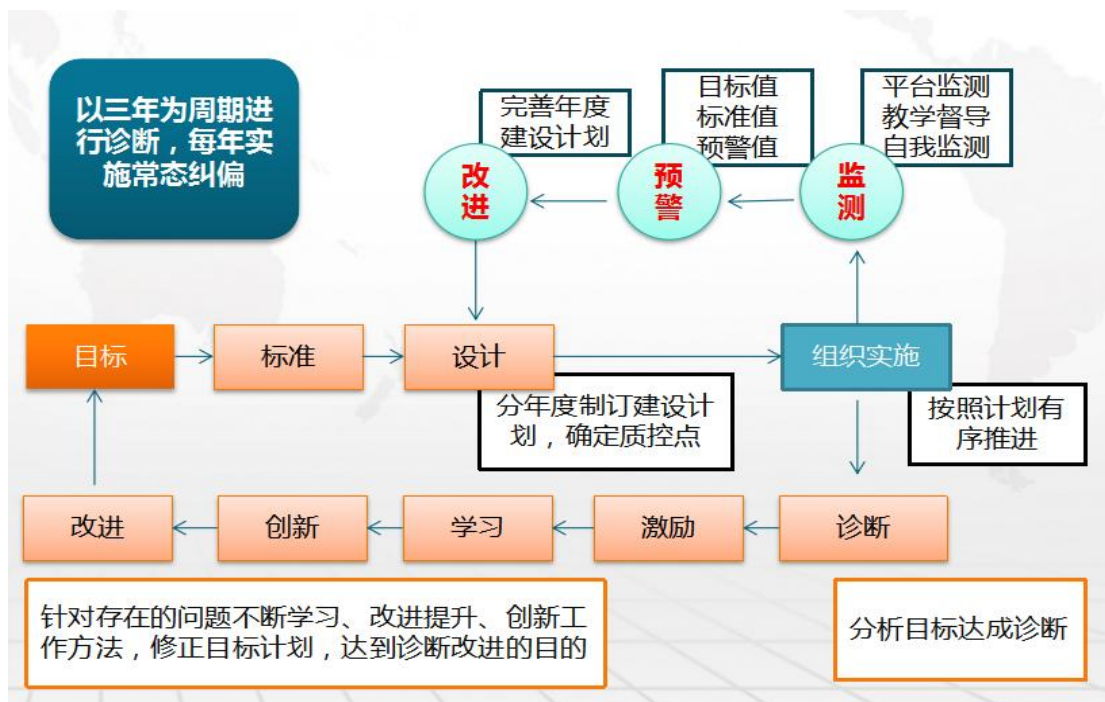 以三年为周期进
行诊断，每年实
施常态纠偏
完善年度
建设计划
目标值
标准值
预警值
平台监测
教学督导
自我监测
改
进
预
警
监
测
目标
标准
设计
组织实施
分年度制订建设计
划，确定质控点
按照计划有
序推进
改进
创新
学习
激励
诊断
针对存在的问题不断学习、改进提升、创新工
作方法，修正目标计划，达到诊断改进的目的
分析目标达成诊断